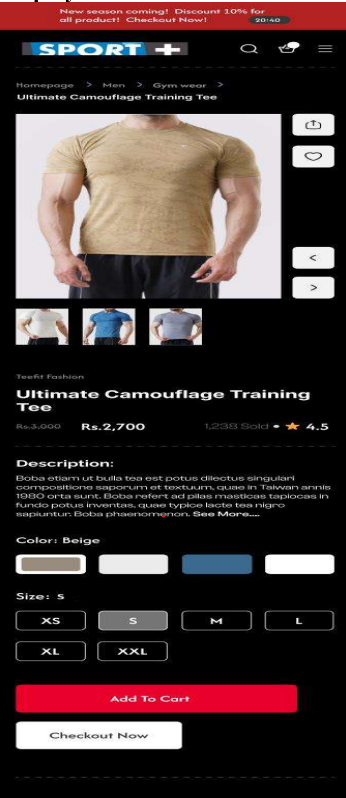 New season coming! Discount 10% for
all product! Checkout Now!
20:40
SPORT +
Homepage > Men > Gym wear >
Ultimate Camouflage Training Tee
<
>
Teefit Fashion
Ultimate Camouflage Training
Tee
Rs.3,000 Rs.2,700 1,238 Sold • ★ 4.5
Description:
Boba etiam ut bulla tea est potus dilectus singulari
compositione saporum et textuum, quae in Taiwan annis
1980 orta sunt. Boba refert ad pilas masticas tapiocas in
fundo potus inventas, quae typice lacte tea nigro
sapiuntur. Boba phaenomenon. See More....
Color: Beige
Size: S
XS S M L
XL XXL
Add To Cart
Checkout Now